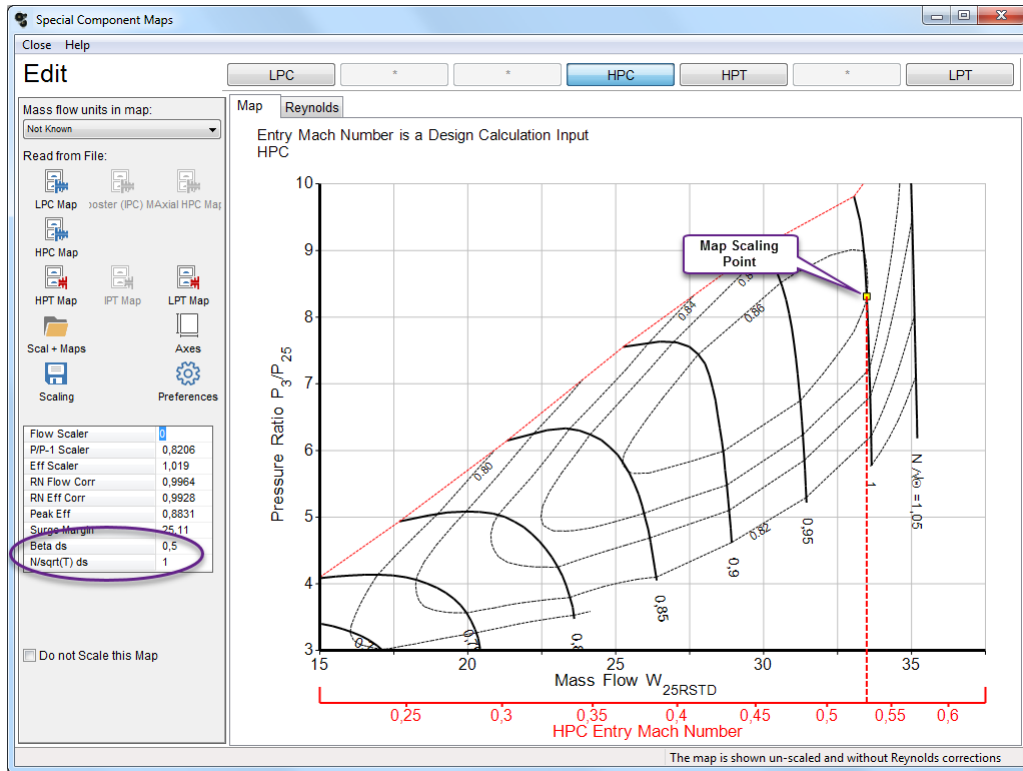 Special Component Maps
Close Help
Edit
LPC * * HPC HPT * LPT
Mass flow units in map:
Not Known
Read from File:
LPC Map ooster (IPC) M Axial HPC Map
HPC Map
HPT Map IPT Map LPT Map
Scal + Maps Axes
Scaling Preferences
Flow Scaler 0
P/P-1 Scaler 0,8206
Eff Scaler 1,019
RN Flow Corr 0,9964
RN Eff Corr 0,9928
Peak Eff 0,8831
Surge Margin 25,11
Beta ds 0,5
N/sqrt(T) ds 1
Do not Scale this Map
Map Reynolds
Entry Mach Number is a Design Calculation Input
HPC
Pressure Ratio P3/P25
10
9
8
7
6
5
4
3
Map Scaling
Point
0.84
0.86
0.80
0.82
0,85
0,9
0,95
1
N/√Θ =1,05
15 20 25 30 35
Mass Flow W25RSTD
0,25 0,3 0,35 0,4 0,45 0,5 0,55 0,6
HPC Entry Mach Number
The map is shown un-scaled and without Reynolds corrections